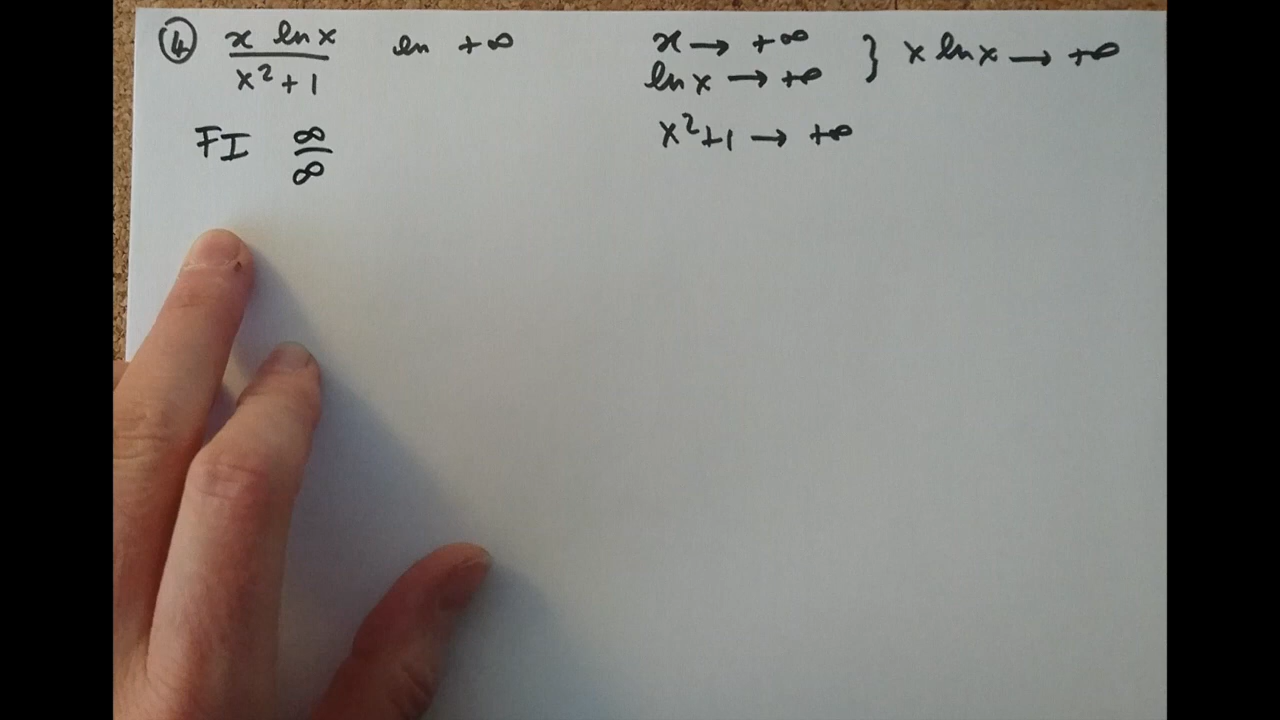 ④ x ln x / x² + 1 en +∞
FI ∞/∞
x → +∞
ln x → +∞ } x ln x → +∞
x² + 1 → +∞